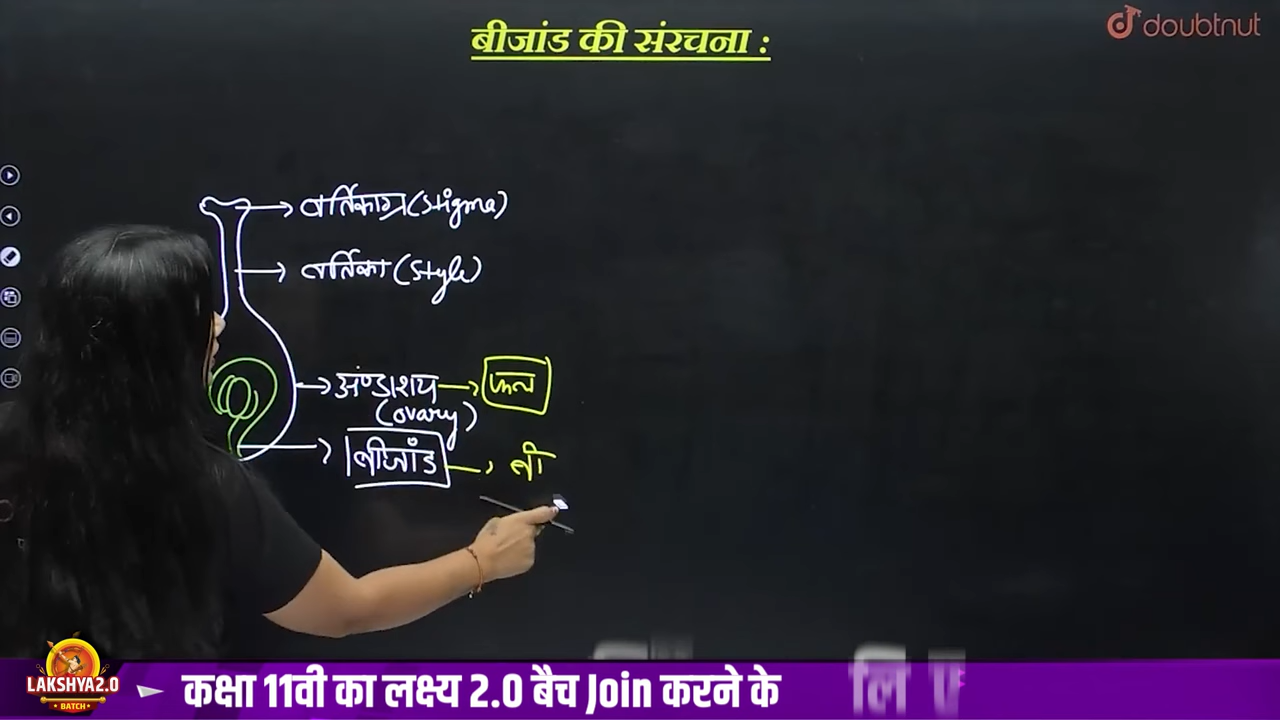 बीजांड की संरचना :
doubtnut
वर्तिकाग्र (stigma)
वर्तिका (style)
अण्डाशय → फल
(ovary)
बीजांड → बी
LAKSHYA2.0
BATCH
कक्षा 11वी का लक्ष्य 2.0 बैच Join करने के